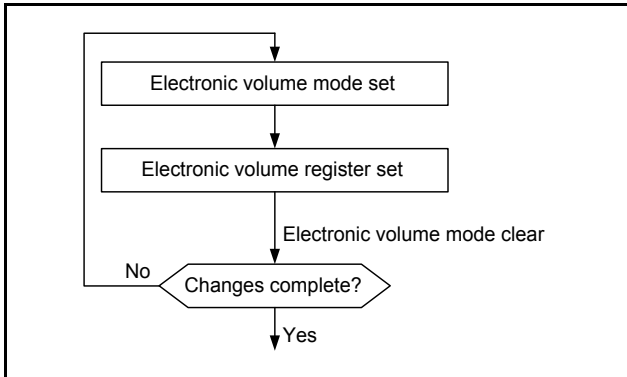 Electronic volume mode set
Electronic volume register set
Electronic volume mode clear
No
Changes complete?
Yes